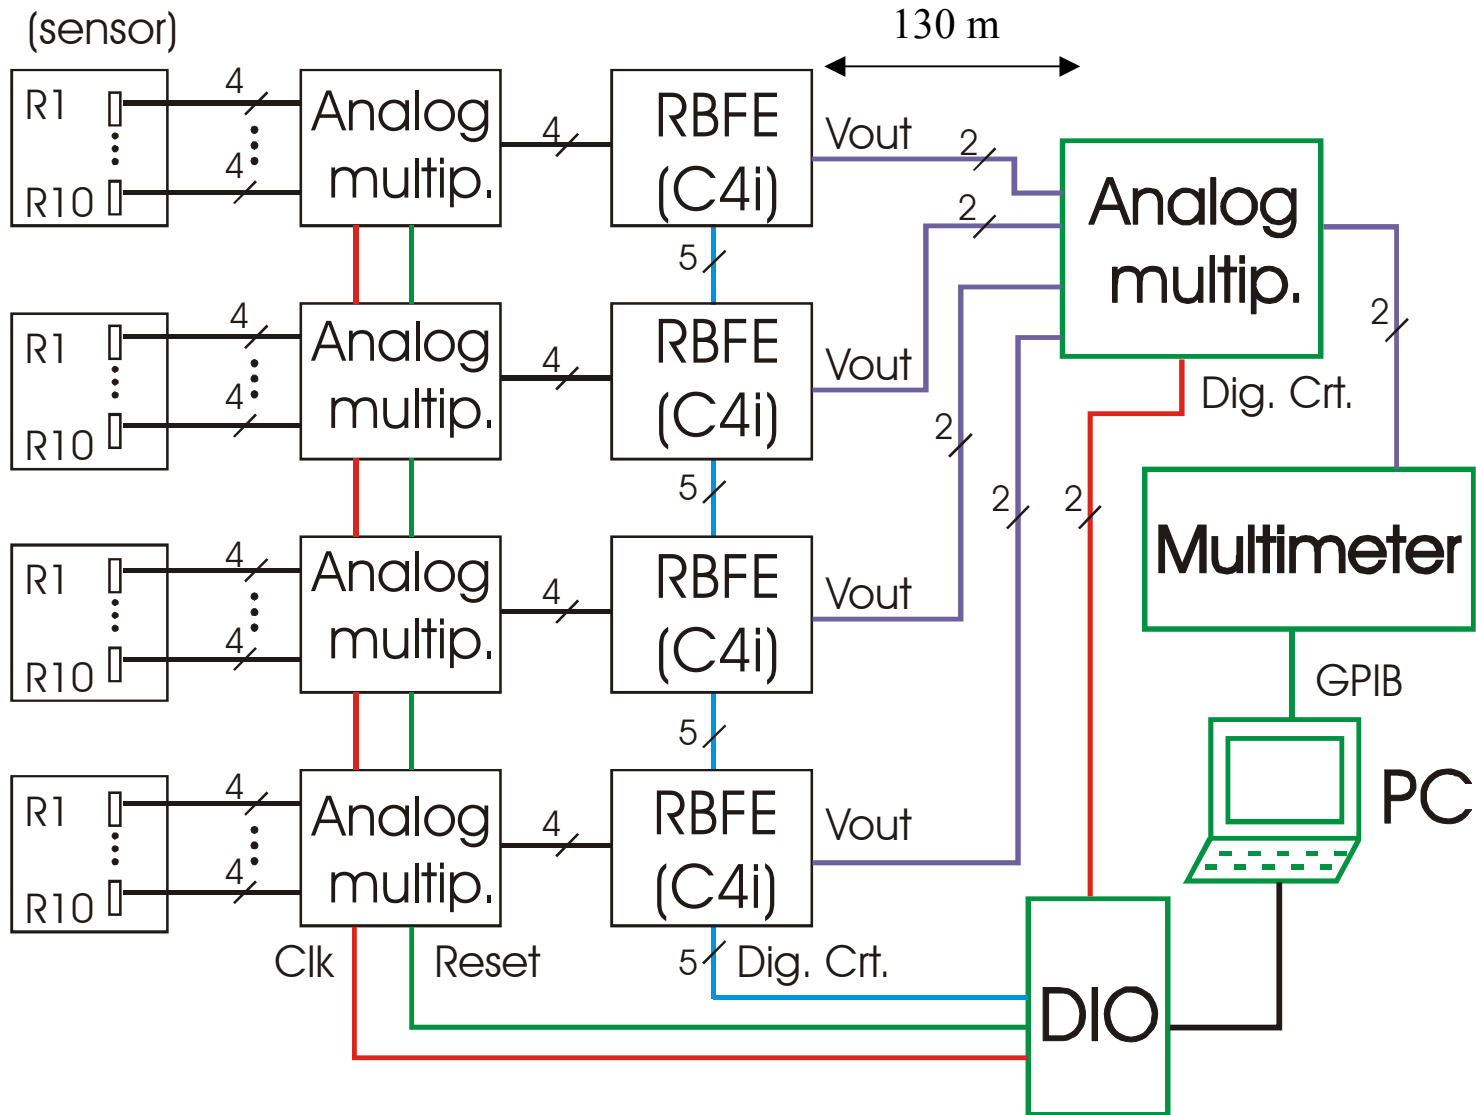 (sensor)
130 m
R1
4
Analog
multip.
4
RBFE
(C4i)
Vout
2
R10
4
2
Analog
multip.
5
2
R1
4
Analog
multip.
4
RBFE
(C4i)
Vout
Dig. Crt.
R10
4
2
5
2
2
Multimeter
R1
4
Analog
multip.
4
RBFE
(C4i)
Vout
R10
4
GPIB
5
PC
R1
4
Analog
multip.
4
RBFE
(C4i)
Vout
R10
4
Clk
Reset
5
Dig. Crt.
DIO